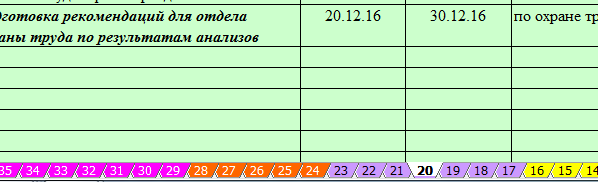 дготовка рекомендаций для отдела 20.12.16 30.12.16 по охране тр
аны труда по результатам анализов
35 34 33 32 31 30 29 28 27 26 25 24 23 22 21 20 19 18 17 16 15 14